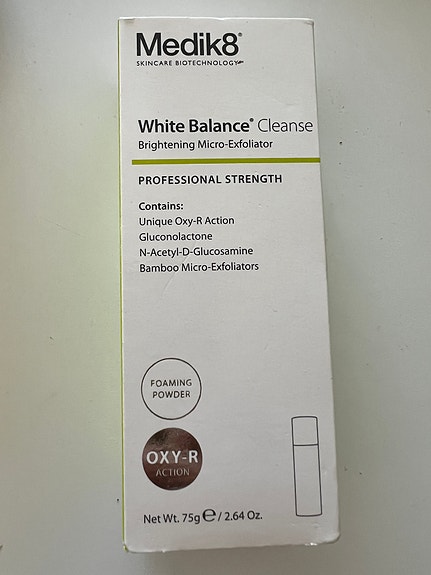 Medik8®
SKINCARE BIOTECHNOLOGY
White Balance® Cleanse
Brightening Micro-Exfoliator
PROFESSIONAL STRENGTH
Contains:
Unique Oxy-R Action
Gluconolactone
N-Acetyl-D-Glucosamine
Bamboo Micro-Exfoliators
FOAMING
POWDER
OXY-R
ACTION
Net Wt. 75g ℮ / 2.64 Oz.